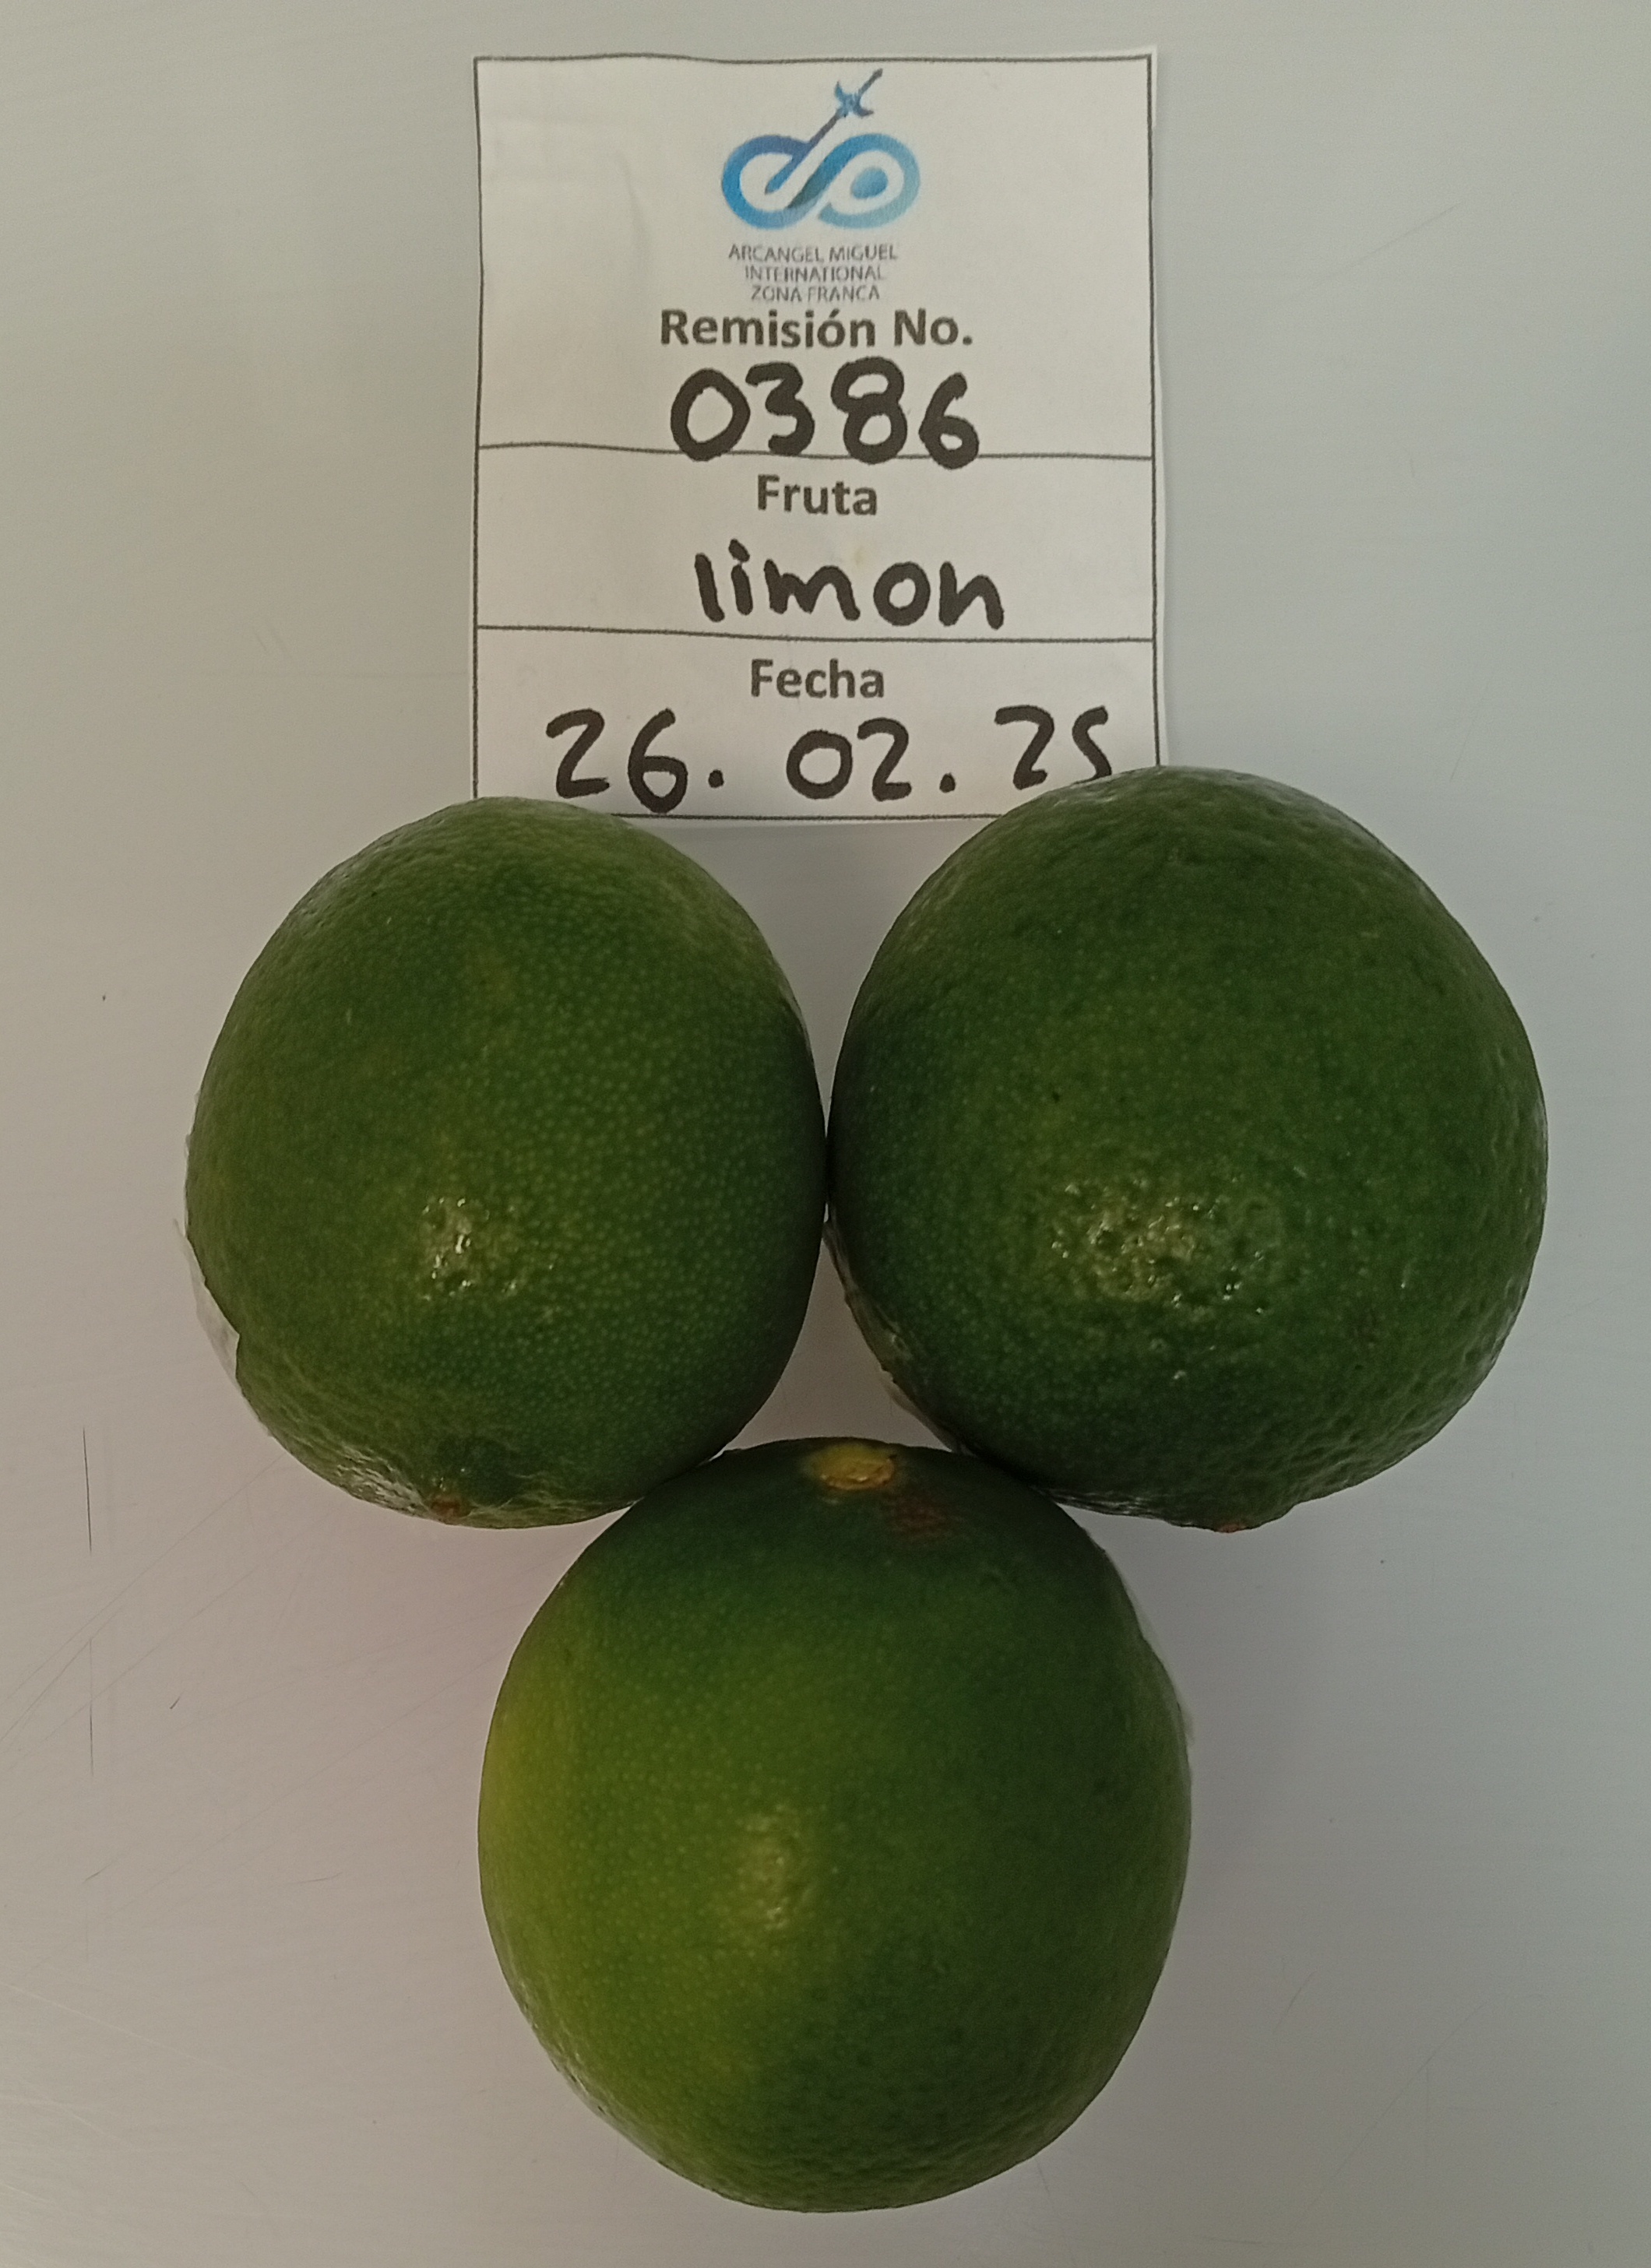 ARCANGEL MIGUEL
INTERNATIONAL
ZONA FRANCA
Remisión No.
0386
Fruta
limon
Fecha
26. 02. 25